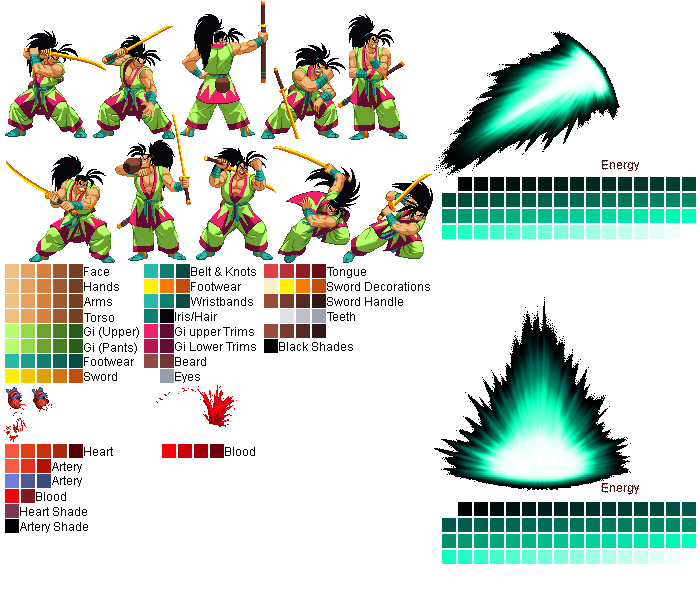 Energy
Face
Hands
Arms
Torso
Gi (Upper)
Gi (Pants)
Footwear
Sword
Belt & Knots
Footwear
Wristbands
Iris/Hair
Gi upper Trims
Gi Lower Trims
Beard
Eyes
Tongue
Sword Decorations
Sword Handle
Teeth
Black Shades
Heart
Artery
Artery
Blood
Heart Shade
Artery Shade
Blood
Energy